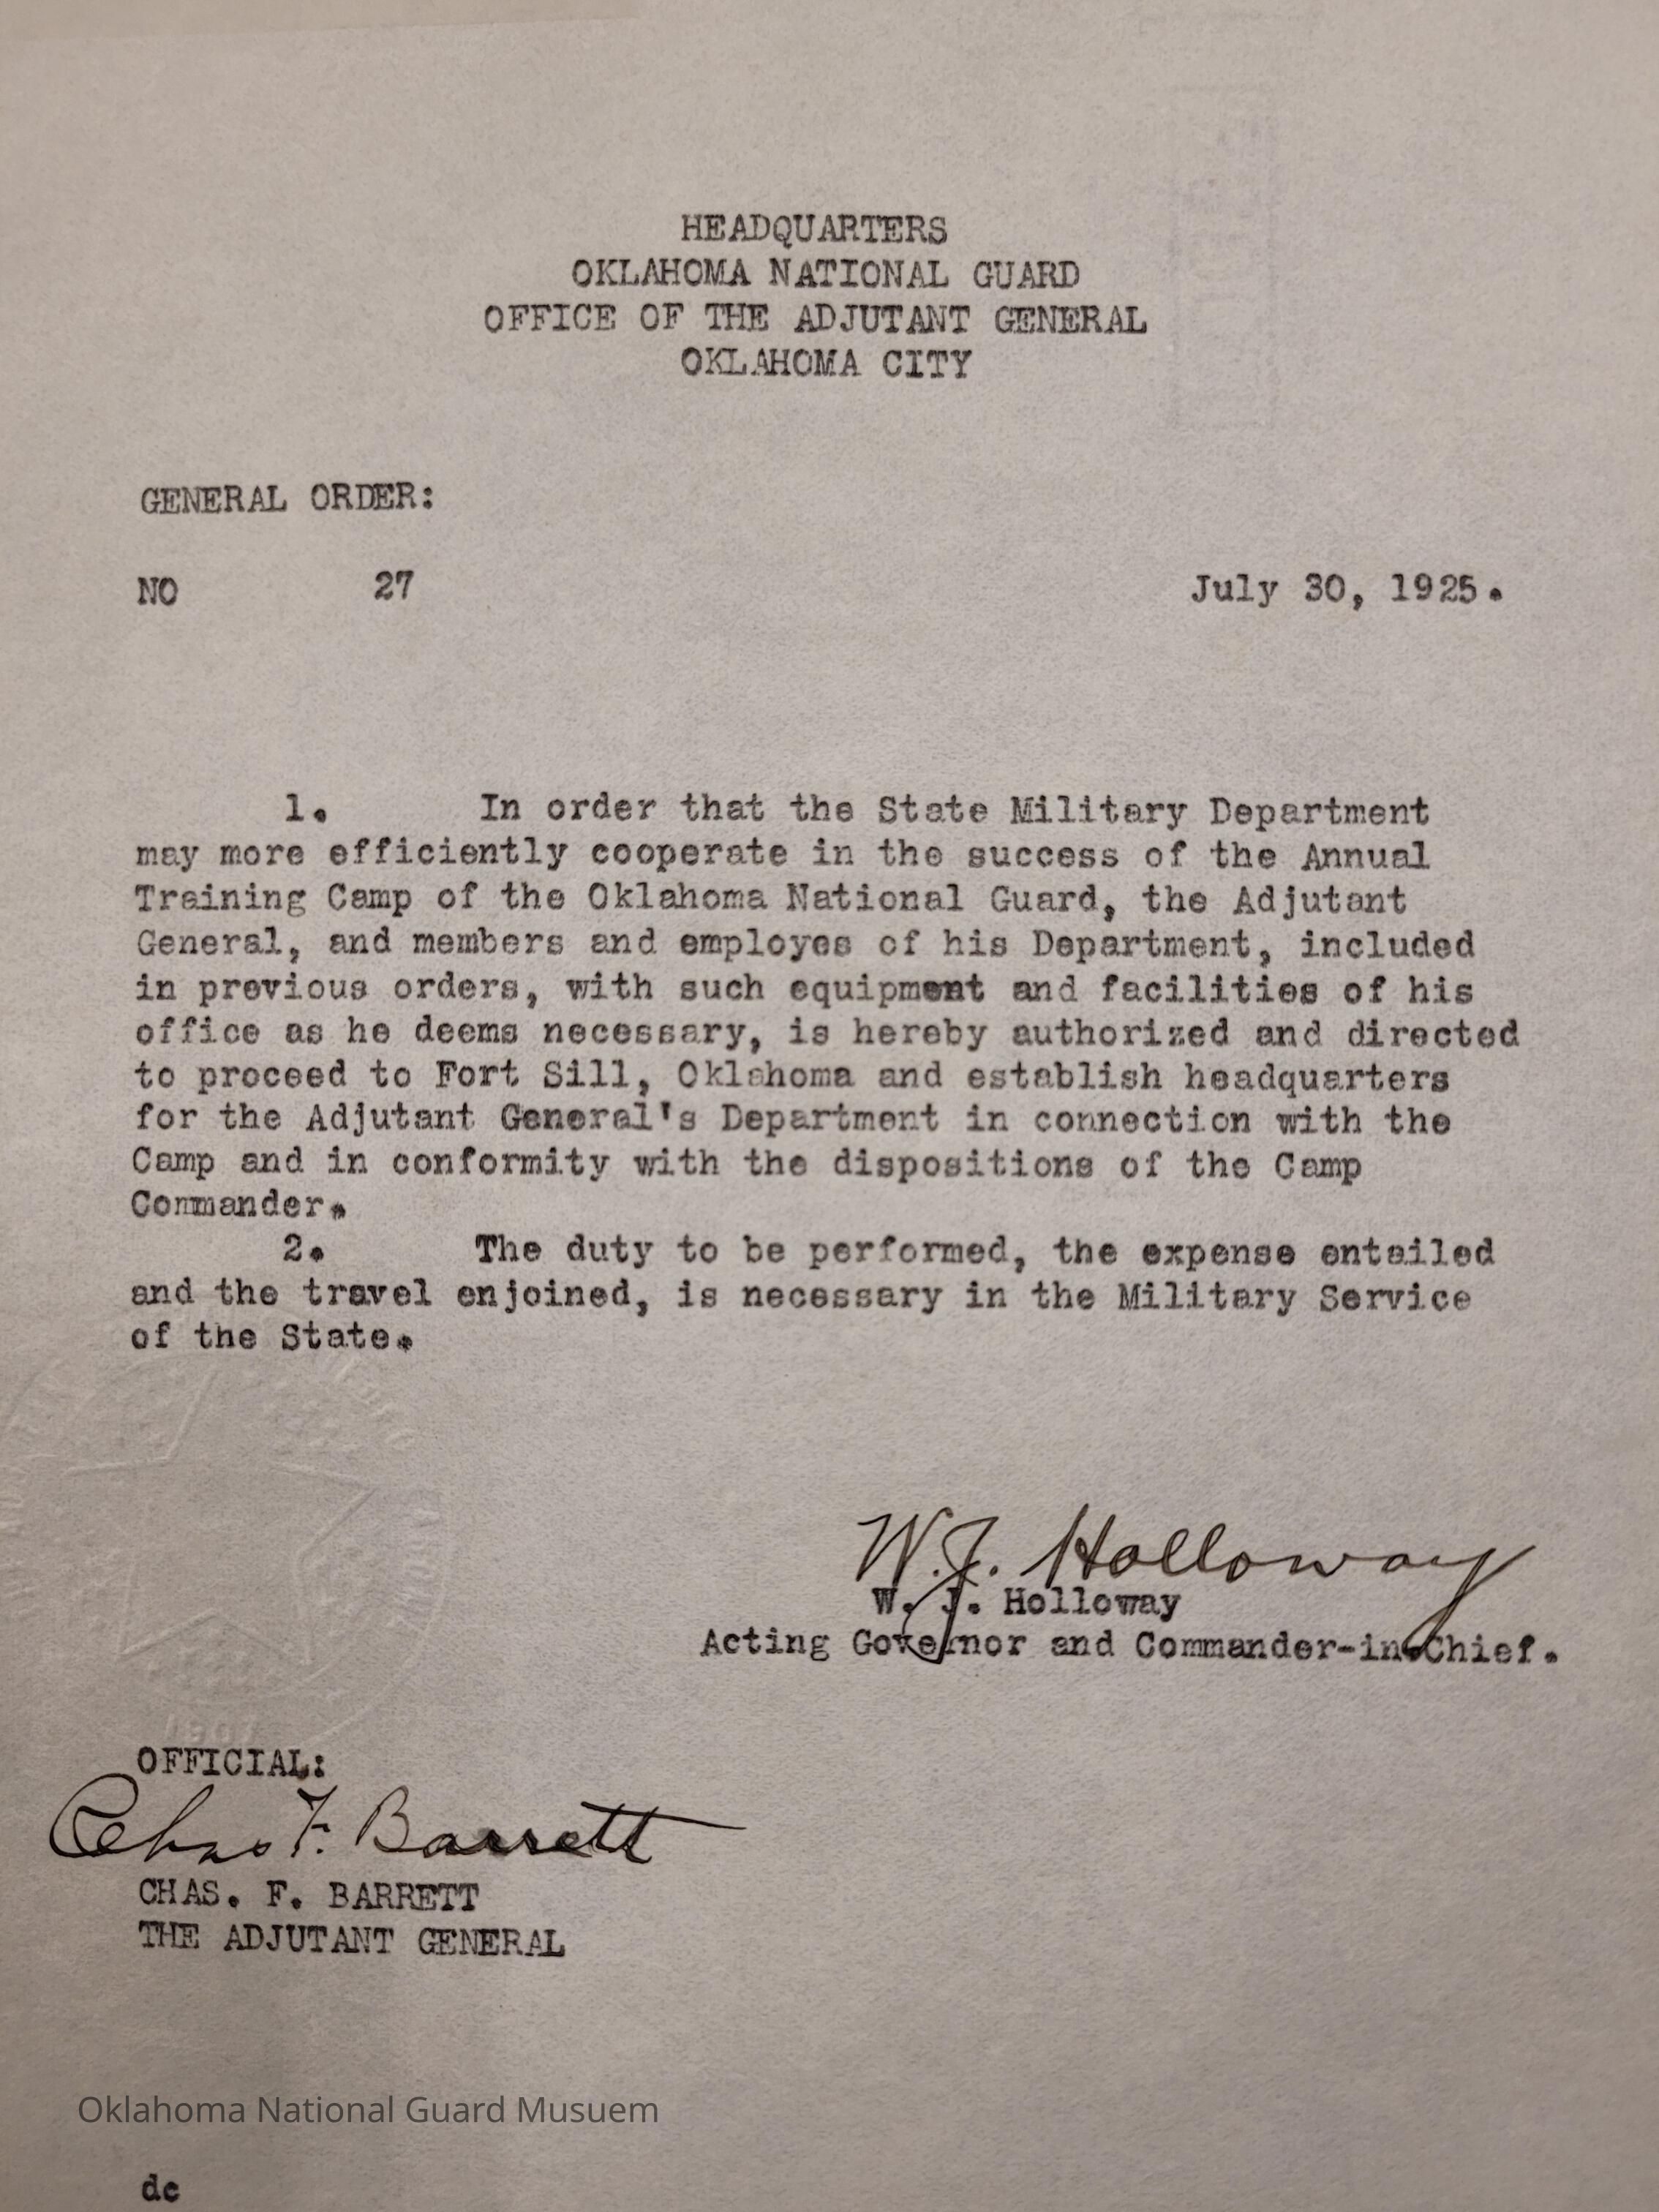 HEADQUARTERS
OKLAHOMA NATIONAL GUARD
OFFICE OF THE ADJUTANT GENERAL
OKLAHOMA CITY
GENERAL ORDER:
NO 27 July 30, 1925.
1. In order that the State Military Department
may more efficiently cooperate in the success of the Annual
Training Camp of the Oklahoma National Guard, the Adjutant
General, and members and employes of his Department, included
in previous orders, with such equipment and facilities of his
office as he deems necessary, is hereby authorized and directed
to proceed to Fort Sill, Oklahoma and establish headquarters
for the Adjutant General's Department in connection with the
Camp and in conformity with the dispositions of the Camp
Commander.
2. The duty to be performed, the expense entailed
and the travel enjoined, is necessary in the Military Service
of the State.
W.J. Holloway
W. J. Holloway
Acting Governor and Commander-in-Chief.
1907
OFFICIAL:
Chas F. Barrett
CHAS. F. BARRETT
THE ADJUTANT GENERAL
Oklahoma National Guard Musuem
dc